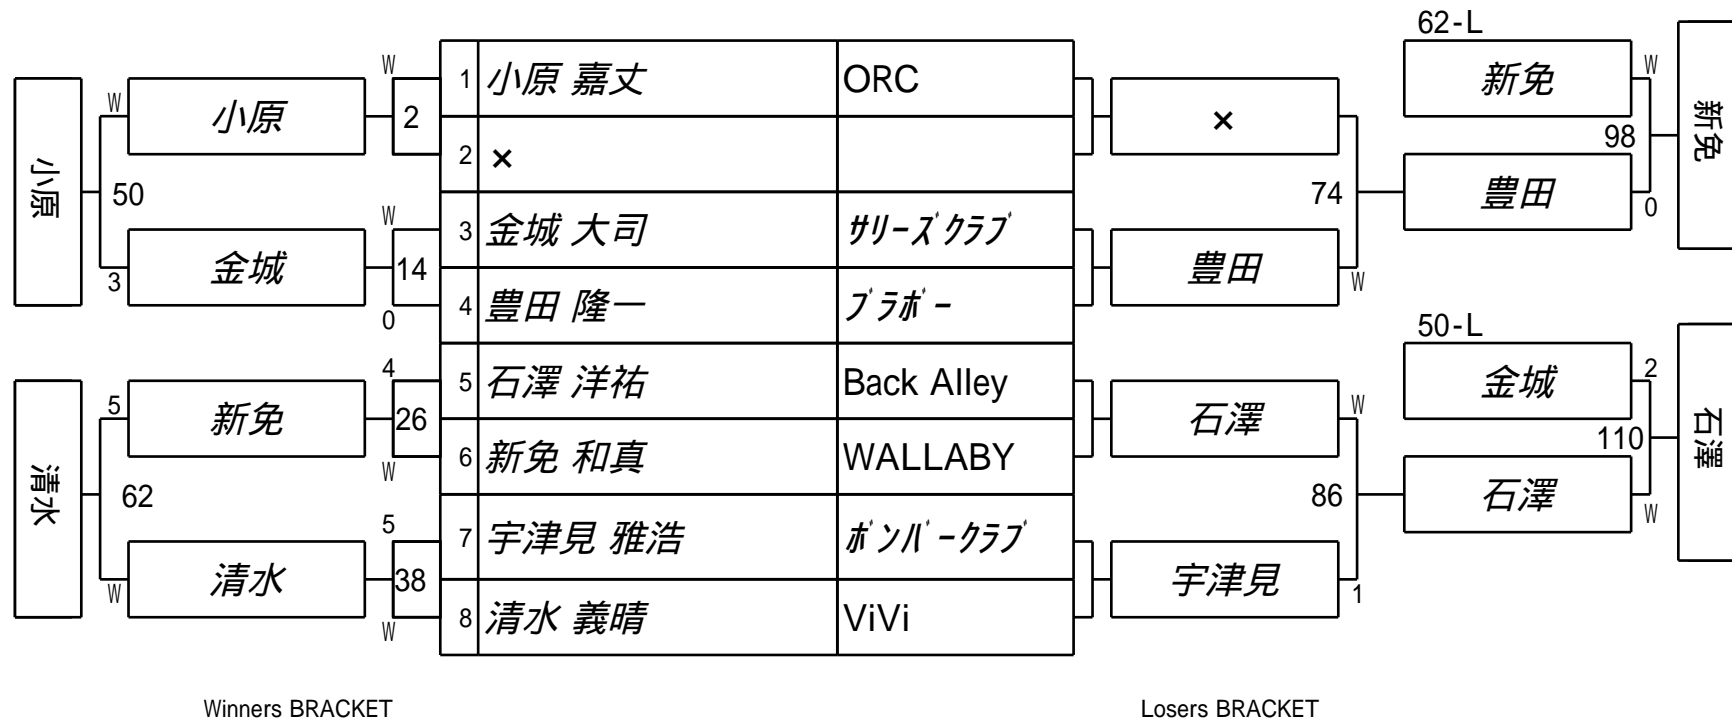 62-L
W
1 小原 嘉丈 ORC
新免 W
W 小原 2
×
98
新免
2 ×
小原
50
74
豊田
0
W
3 金城 大司 サリーズクラブ
金城 14
豊田
3
W
4 豊田 隆一 ブラボー
0
50-L
4
5 石澤 洋祐 Back Alley
W
金城 2
5 新免 26
石澤
110
石澤
6 新免 和真 WALLABY
W
清水
62
86
石澤
W
5
7 宇津見 雅浩 ボンバークラブ
清水 38
宇津見
W
1
8 清水 義晴 ViVi
W
Winners BRACKET
Losers BRACKET